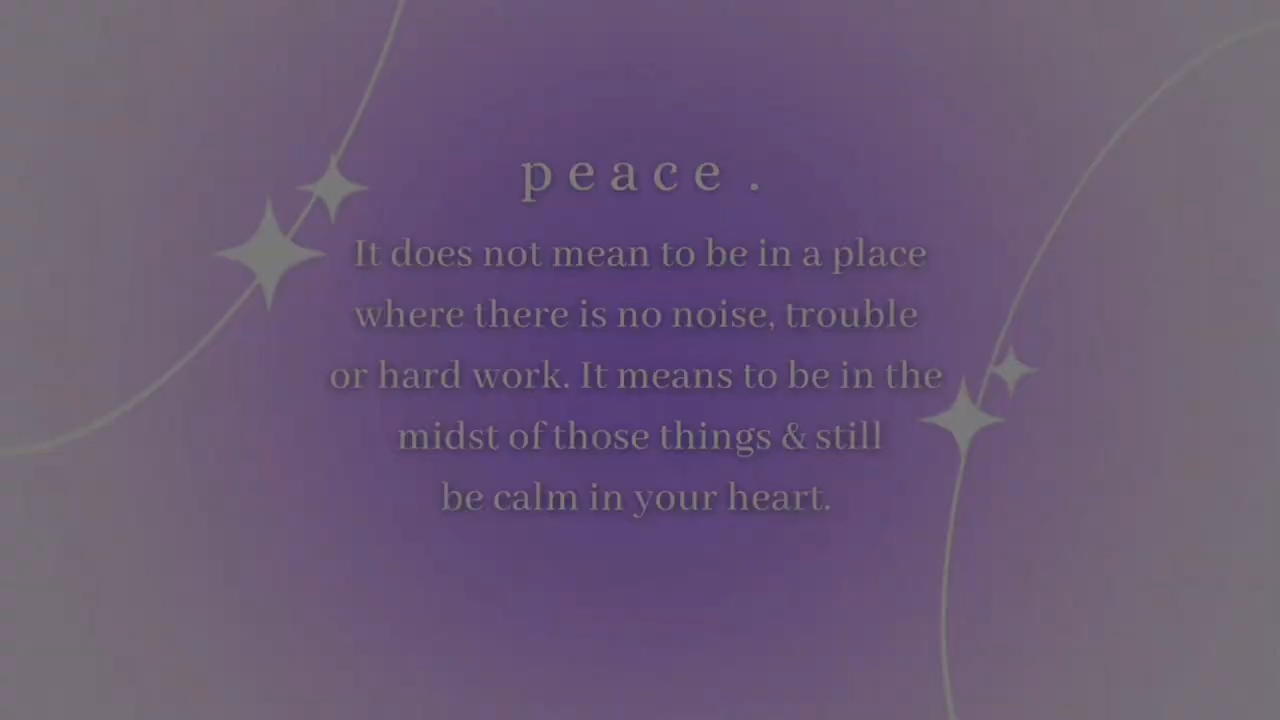 peace .
It does not mean to be in a place
where there is no noise, trouble
or hard work. It means to be in the
midst of those things & still
be calm in your heart.